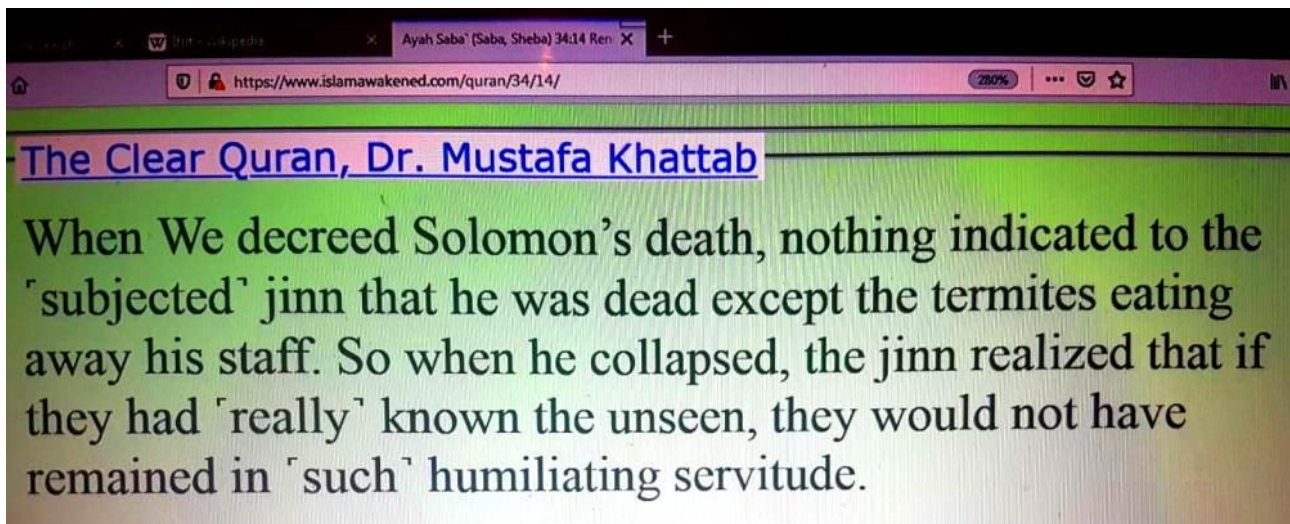 Ifrit - Wikipedia
Ayah Saba` (Saba, Sheba) 34:14 Ren
https://www.islamawakened.com/quran/34/14/
280%
The Clear Quran, Dr. Mustafa Khattab
When We decreed Solomon’s death, nothing indicated to the
˹subjected˺ jinn that he was dead except the termites eating
away his staff. So when he collapsed, the jinn realized that if
they had ˹really˺ known the unseen, they would not have
remained in ˹such˺ humiliating servitude.